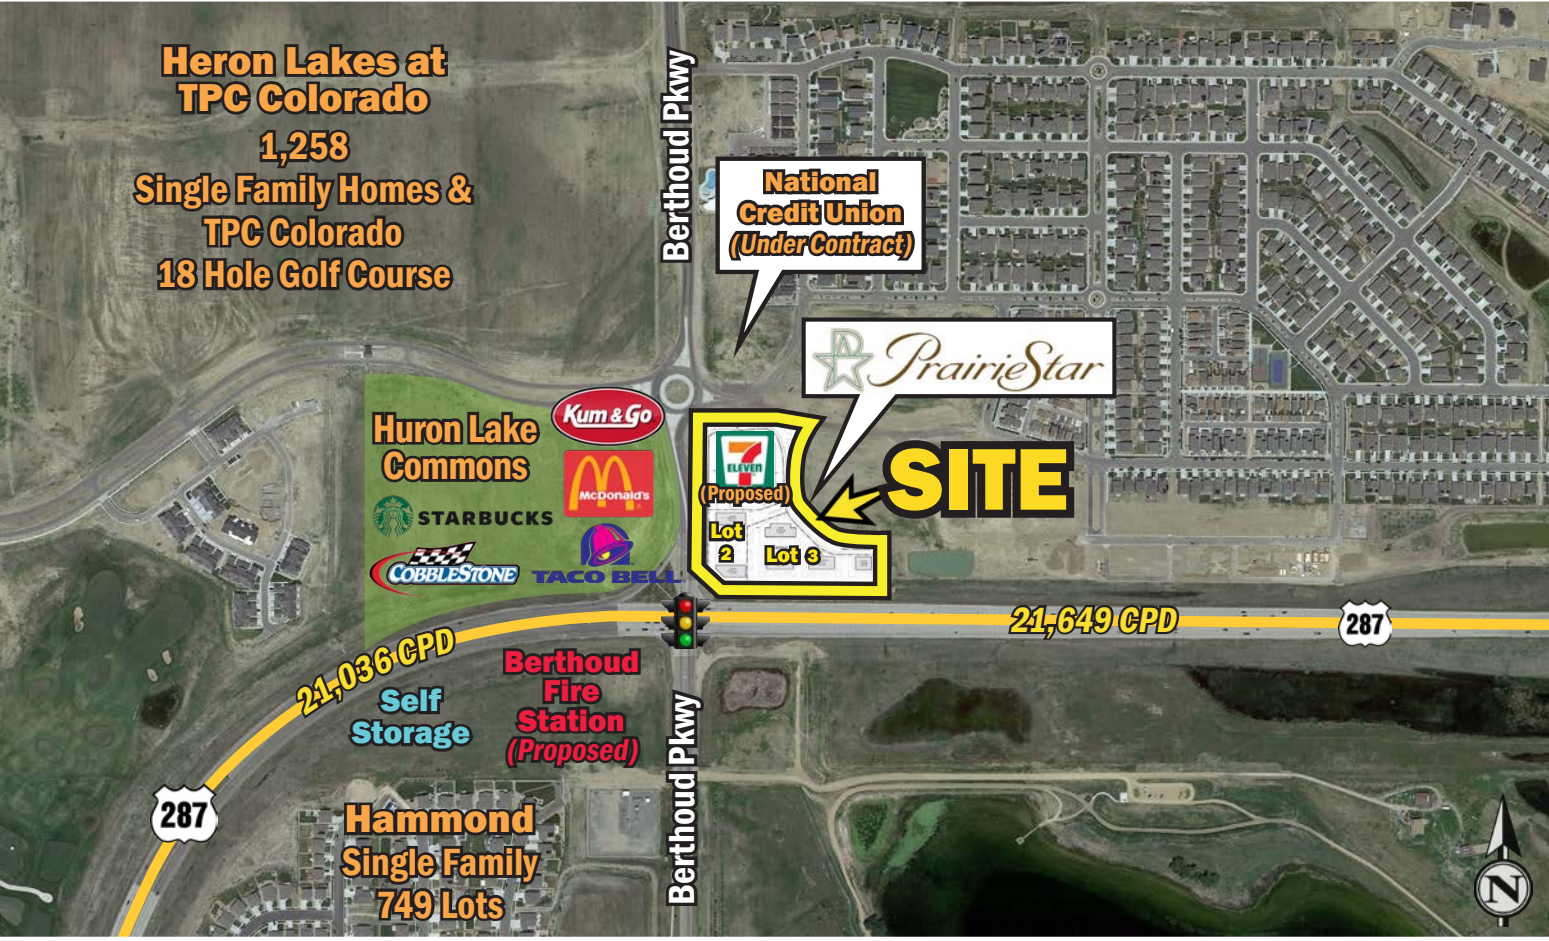 Heron Lakes at
TPC Colorado
1,258
Single Family Homes &
TPC Colorado
18 Hole Golf Course
Berthoud Pkwy
National
Credit Union
(Under Contract)
PrairieStar
Huron Lake
Commons
Kum & Go
McDonald's
STARBUCKS
COBBLESTONE
TACO BELL
7
ELEVEN
(Proposed)
Lot
2
Lot 3
SITE
21,649 CPD
287
21,036 CPD
Self
Storage
Berthoud
Fire
Station
(Proposed)
Berthoud Pkwy
287
Hammond
Single Family
749 Lots
N